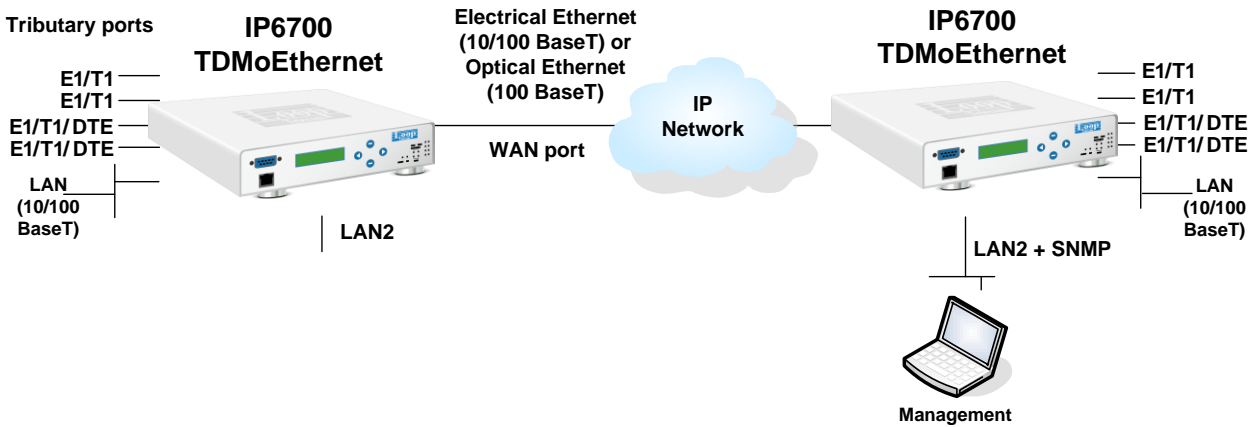 Tributary ports
IP6700
TDMoEthernet
Electrical Ethernet
(10/100 BaseT) or
Optical Ethernet
(100 BaseT)
IP6700
TDMoEthernet
E1/T1
E1/T1
E1/T1/DTE
E1/T1/DTE
LAN
(10/100
BaseT)
LAN2
Loop
WAN port
IP
Network
Loop
E1/T1
E1/T1
E1/T1/DTE
E1/T1/DTE
LAN
(10/100
BaseT)
LAN2 + SNMP
Management